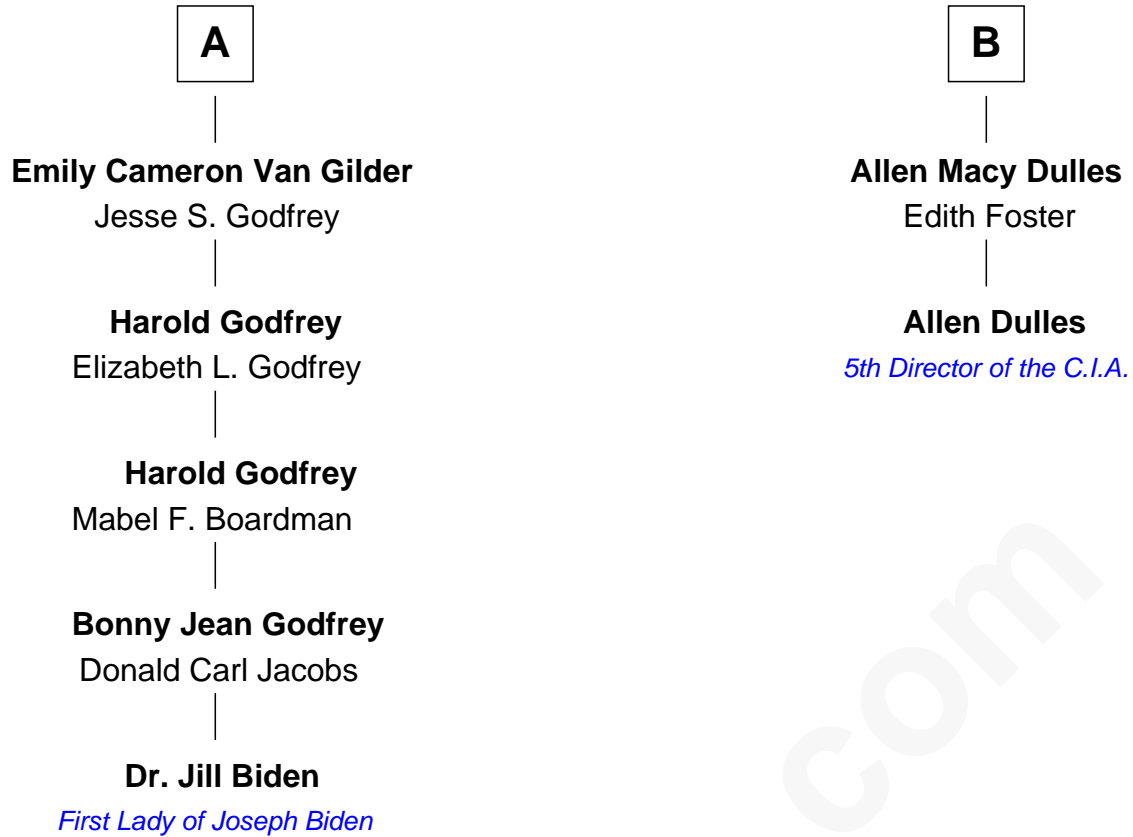 A
Emily Cameron Van Gilder
Jesse S. Godfrey
Harold Godfrey
Elizabeth L. Godfrey
Harold Godfrey
Mabel F. Boardman
Bonny Jean Godfrey
Donald Carl Jacobs
Dr. Jill Biden
First Lady of Joseph Biden
B
Allen Macy Dulles
Edith Foster
Allen Dulles
5th Director of the C.I.A.
com